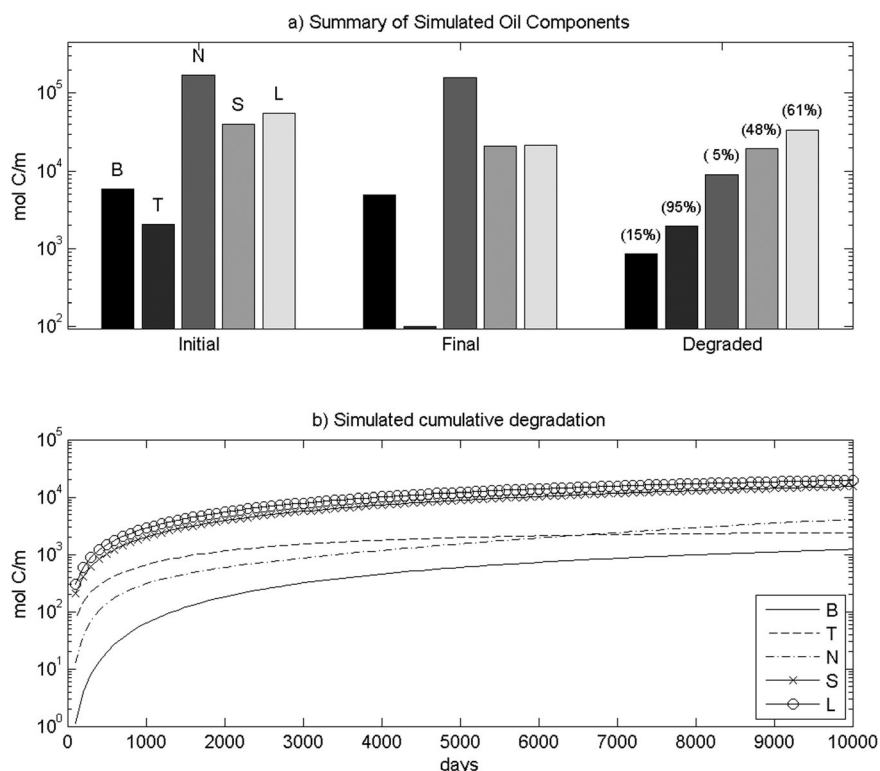 a) Summary of Simulated Oil Components
mol C/m
10^5
10^4
10^3
10^2
B
T
N
S
L
(15%)
(95%)
( 5%)
(48%)
(61%)
Initial
Final
Degraded
b) Simulated cumulative degradation
mol C/m
10^5
10^4
10^3
10^2
10^1
10^0
B
T
N
S
L
0 1000 2000 3000 4000 5000 6000 7000 8000 9000 10000
days